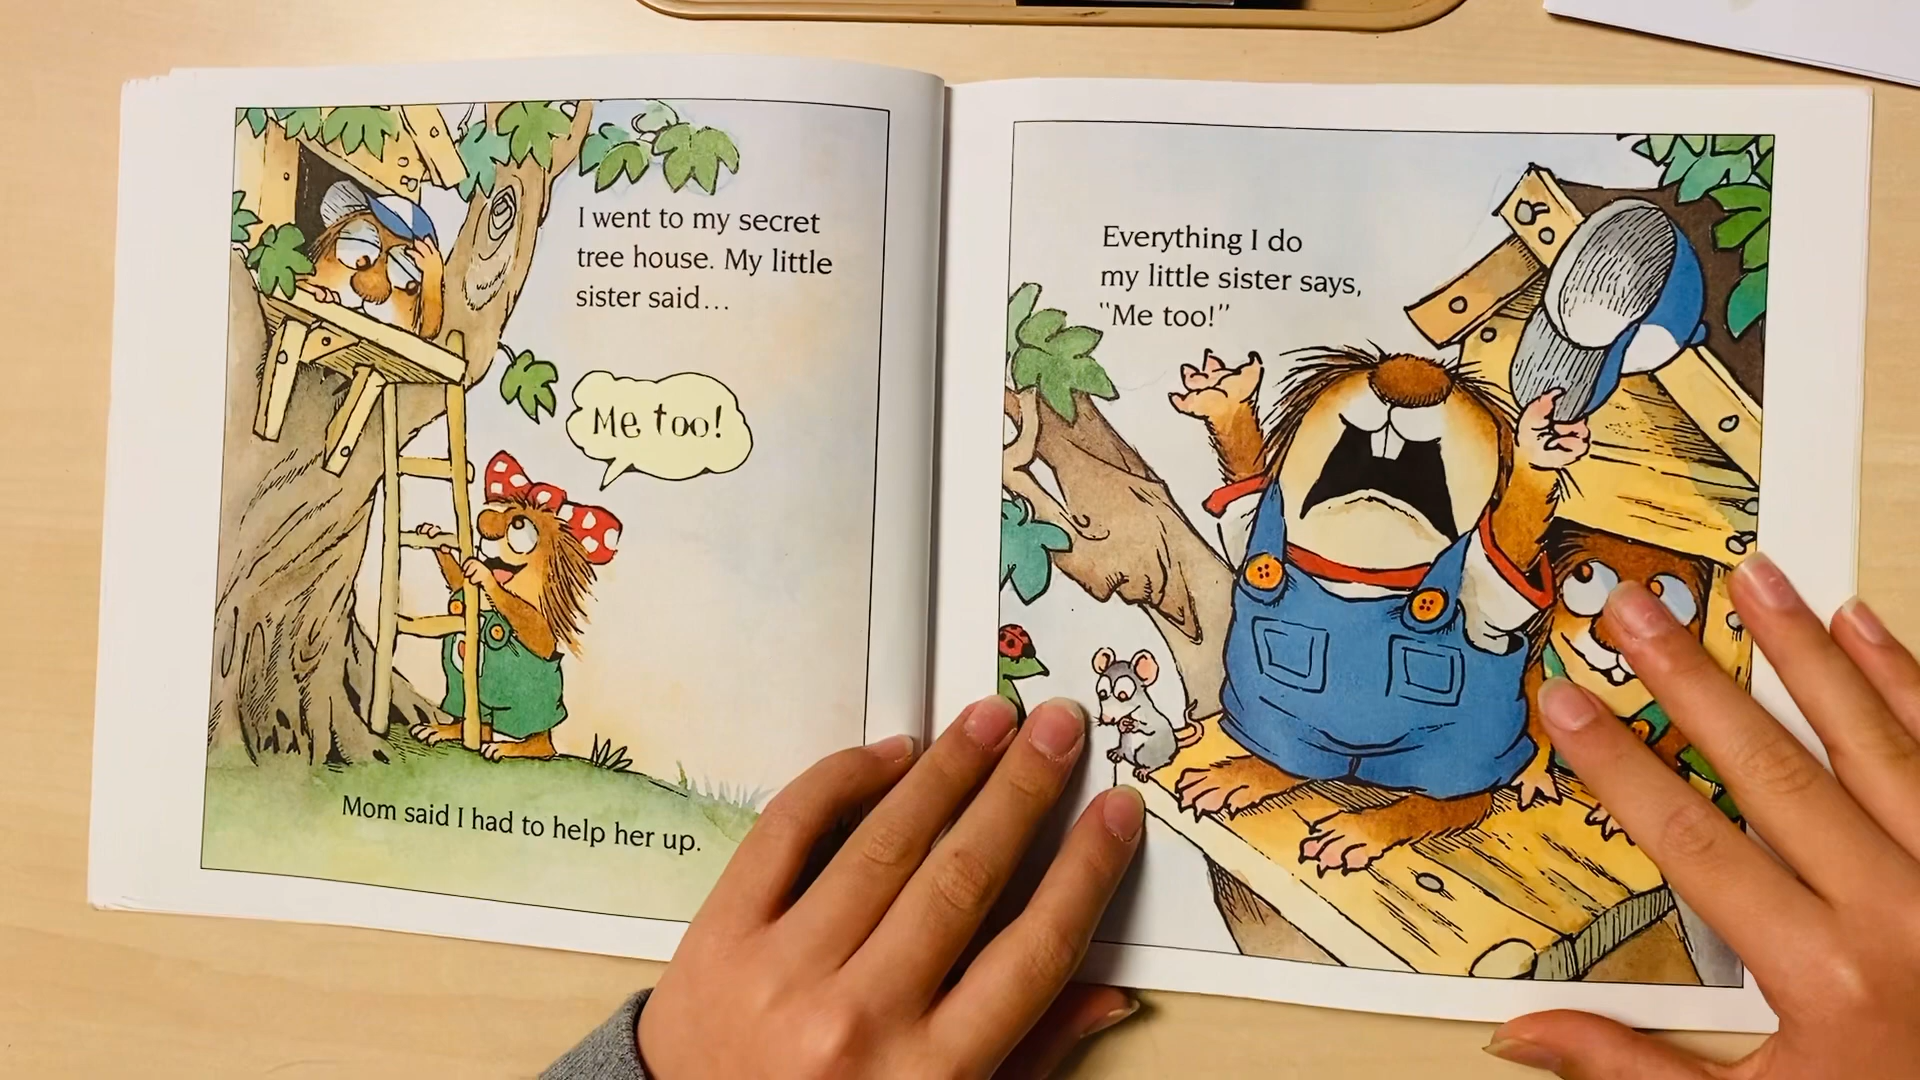 I went to my secret
tree house. My little
sister said...
Me too!
Mom said I had to help her up.
Everything I do
my little sister says,
"Me too!"